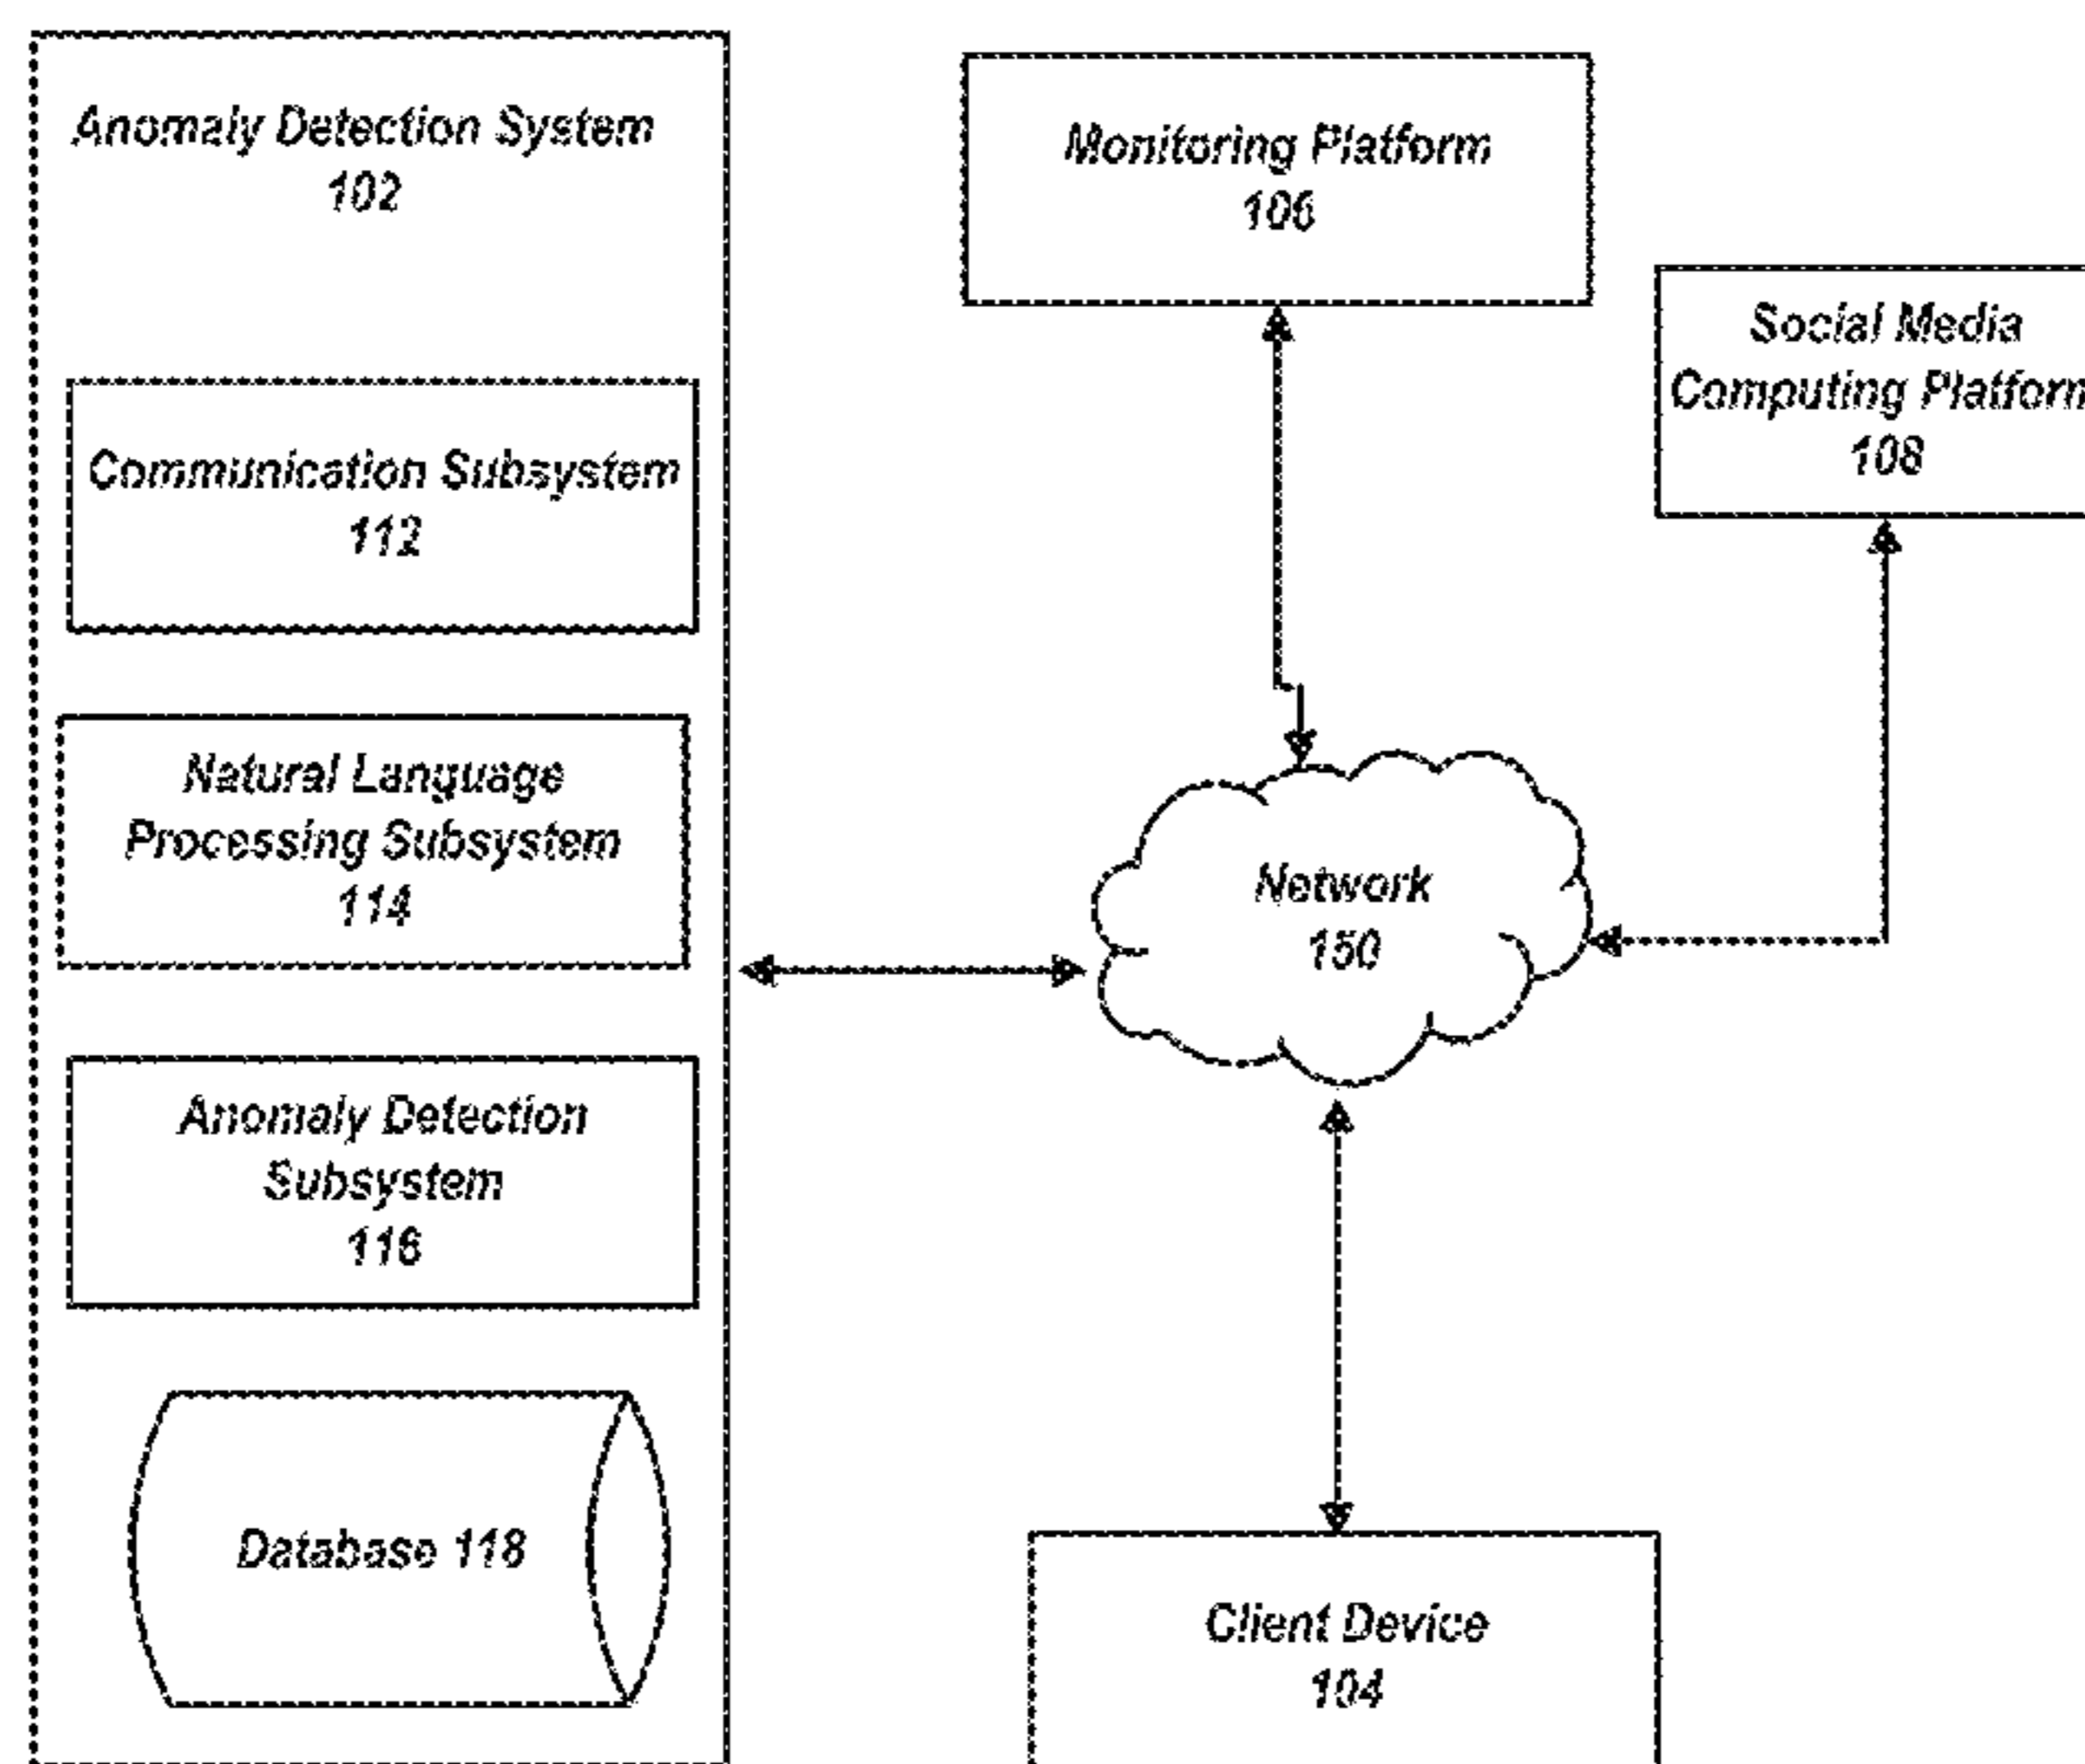 Anomaly Detection System
102
Communication Subsystem
112
Natural Language
Processing Subsystem
114
Anomaly Detection
Subsystem
116
Database 118
Monitoring Platform
106
Social Media
Computing Platform
108
Network
150
Client Device
104